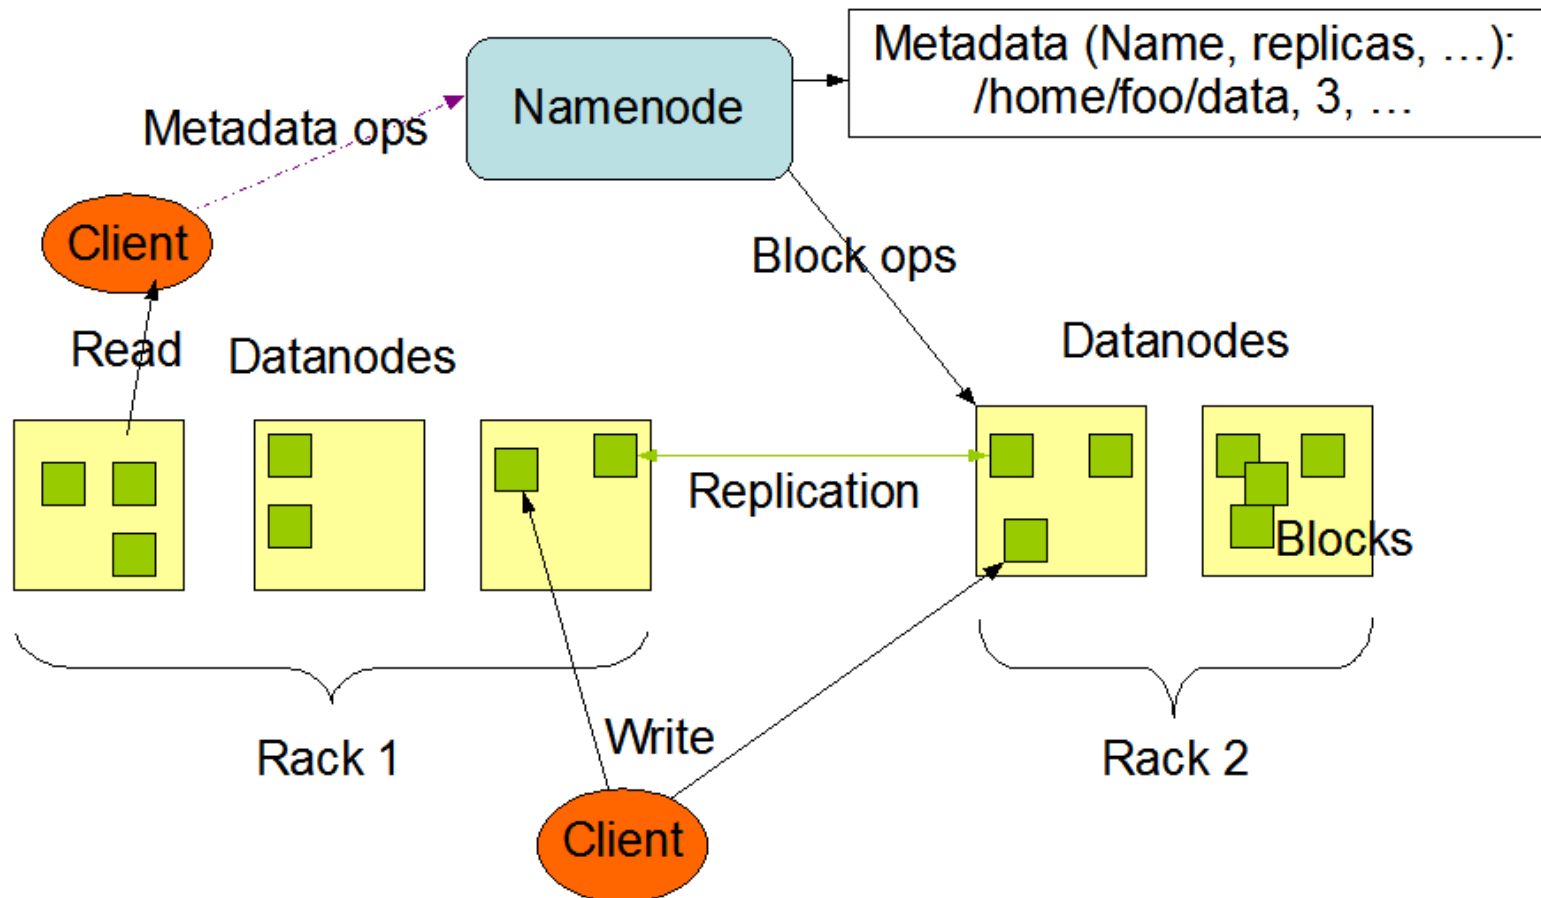 Metadata (Name, replicas, …):
/home/foo/data, 3, …
Namenode
Metadata ops
Client
Block ops
Read
Datanodes
Datanodes
Replication
Blocks
Rack 1
Write
Rack 2
Client